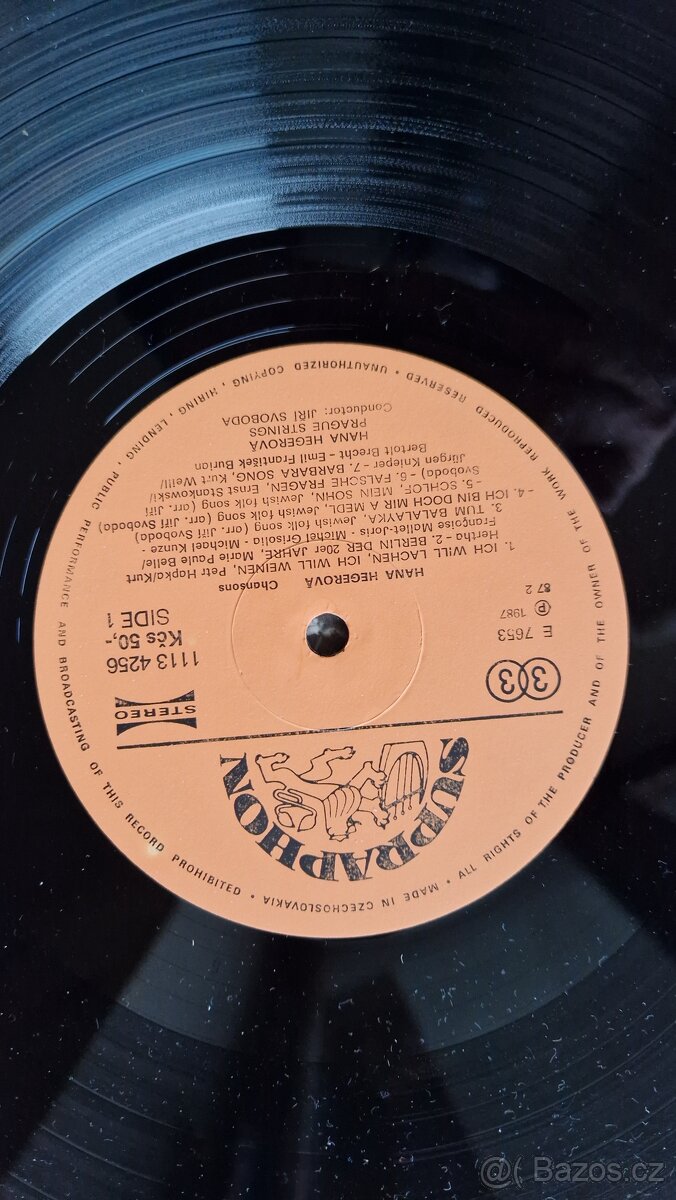 SUPRAPHON
33
STEREO
E 7653
1113 4256
Ⓟ 1987
Kčs 50,-
87 2
SIDE 1
HANA HEGEROVÁ
Chansons
1. ICH WILL LACHEN, ICH WILL WEINEN, Petr Hapka/Kurt
Hertha - 2. BERLIN DER 20er JAHRE, Marie Paule Belle/
Françoise Mallet-Joris - Michel Grisolia - Michael Kunze -
3. TUM BALALAYKA, Jewish folk song (arr. Jiří Svoboda)
- 4. ICH BIN DOCH MIR A MEDL, Jewish folk song (arr. Jiří Svoboda)
- 5. SCHLOF, MEIN SOHN, Jewish folk song (arr. Jiří
Svoboda) - 6. FALSCHE FRAGEN, Ernst Stankowski/
Jürgen Knieper - 7. BARBARA SONG, Kurt Weill/
Bertolt Brecht - Emil František Burian
HANA HEGEROVÁ
PRAGUE STRINGS
Conductor: JIŘÍ SVOBODA
MADE IN CZECHOSLOVAKIA • ALL RIGHTS OF THE PRODUCER AND OF THE OWNER OF THE WORK REPRODUCED RESERVED • UNAUTHORIZED COPYING, HIRING, LENDING, PUBLIC PERFORMANCE AND BROADCASTING OF THIS RECORD PROHIBITED •
@( Bazos.cz